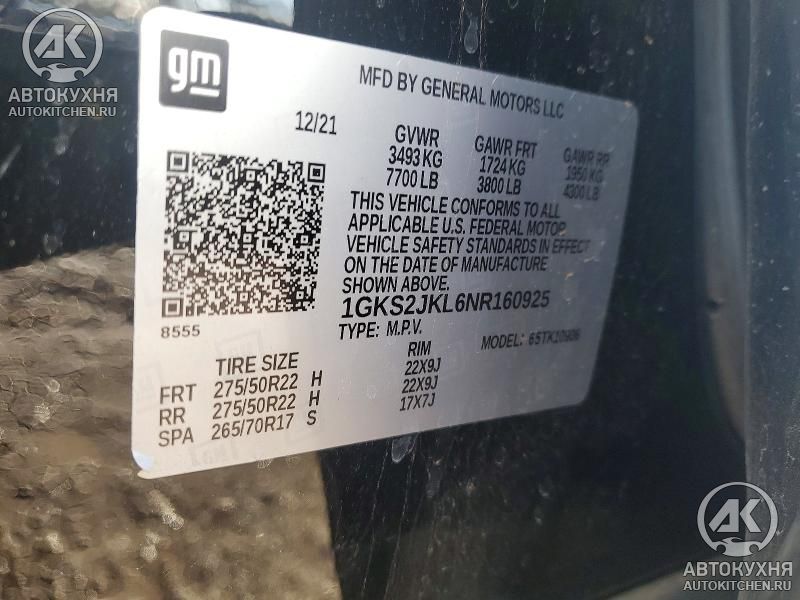 AK
АВТОКУХНЯ
AUTOKITCHEN.RU
gm
MFD BY GENERAL MOTORS LLC
12/21
GVWR GAWR FRT GAWR RR
3493 KG 1724 KG 1950 KG
7700 LB 3800 LB 4300 LB
THIS VEHICLE CONFORMS TO ALL
APPLICABLE U.S. FEDERAL MOTOR
VEHICLE SAFETY STANDARDS IN EFFECT
ON THE DATE OF MANUFACTURE
SHOWN ABOVE.
1GKS2JKL6NR160925
TYPE: M.P.V. MODEL: 65TK10906
8555
TIRE SIZE RIM
FRT 275/50R22 H 22X9J
RR 275/50R22 H 22X9J
SPA 265/70R17 S 17X7J
AK
АВТОКУХНЯ
AUTOKITCHEN.RU